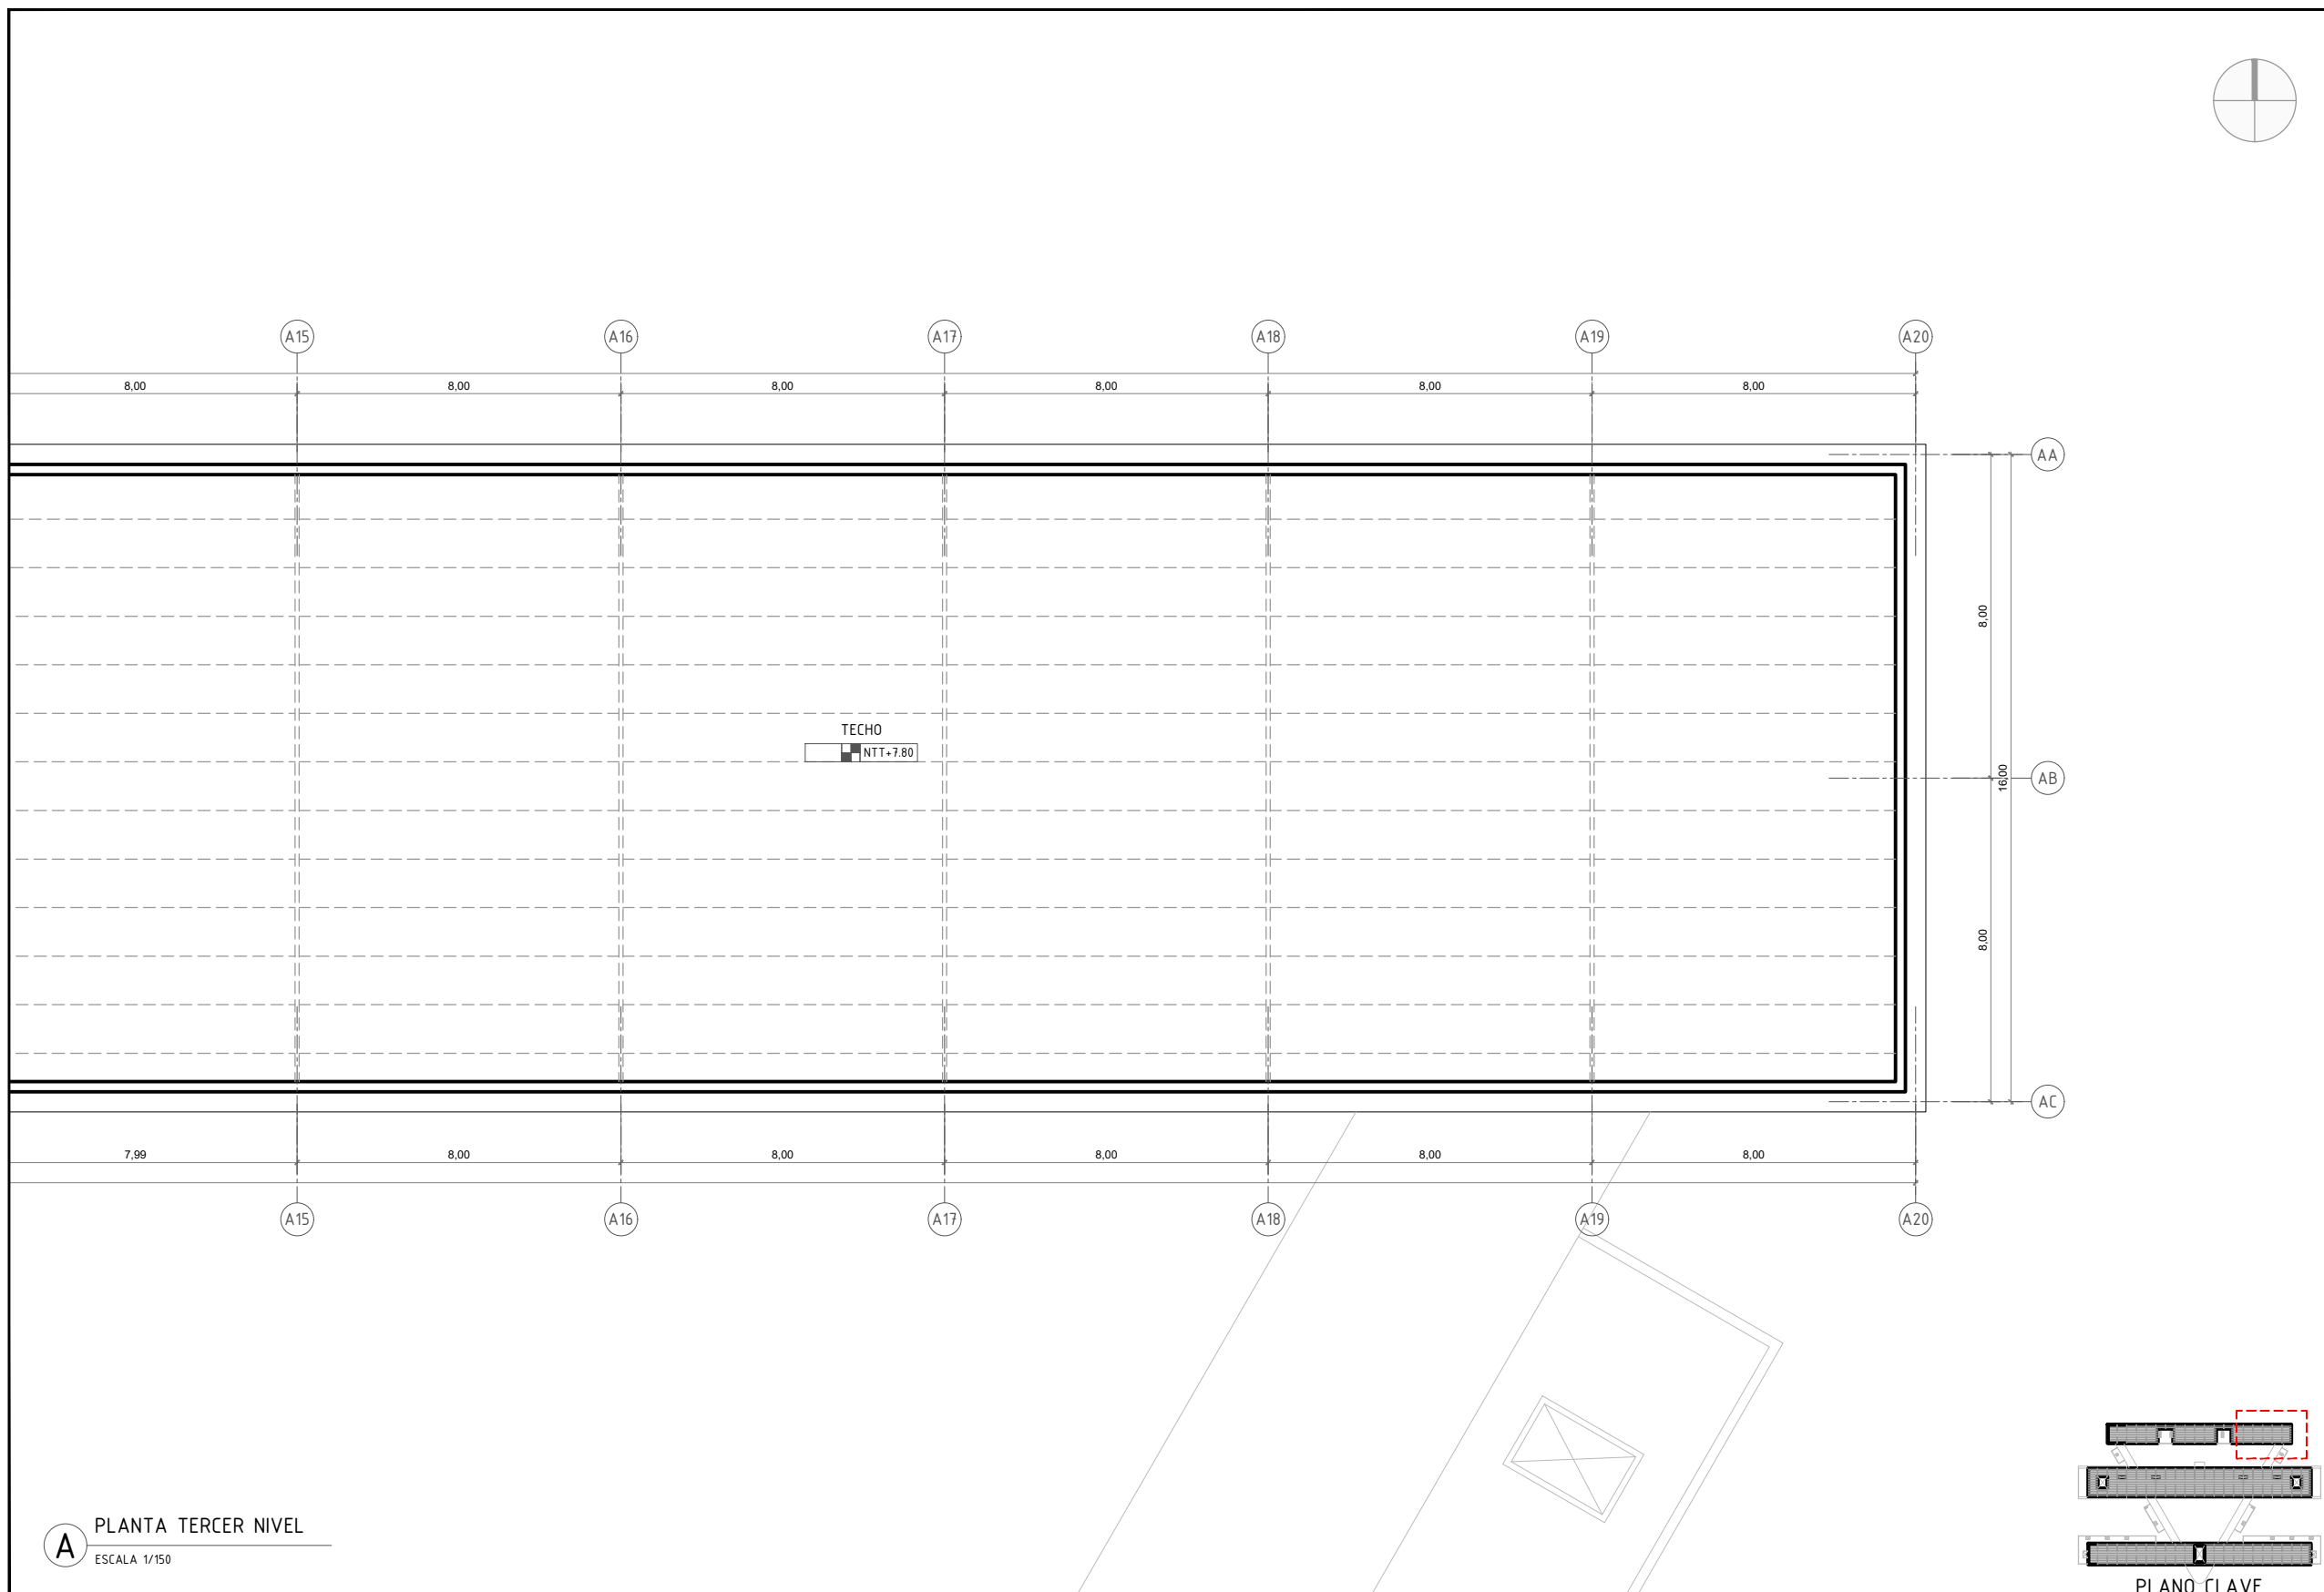 A15 A16 A17 A18 A19 A20
8,00 8,00 8,00 8,00 8,00 8,00
AA
8,00
TECHO
NTT+7.80
AB
16,00
8,00
AC
7,99 8,00 8,00 8,00 8,00 8,00
A15 A16 A17 A18 A19 A20
A
PLANTA TERCER NIVEL
ESCALA 1/150
PLANO CLAVE